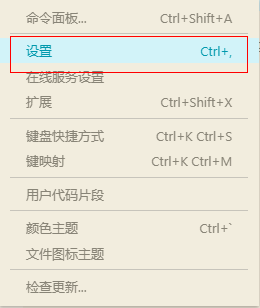 命令面板... Ctrl+Shift+A
设置 Ctrl+,
在线服务设置
扩展 Ctrl+Shift+X
键盘快捷方式 Ctrl+K Ctrl+S
键映射 Ctrl+K Ctrl+M
用户代码片段
颜色主题 Ctrl+`
文件图标主题
检查更新...